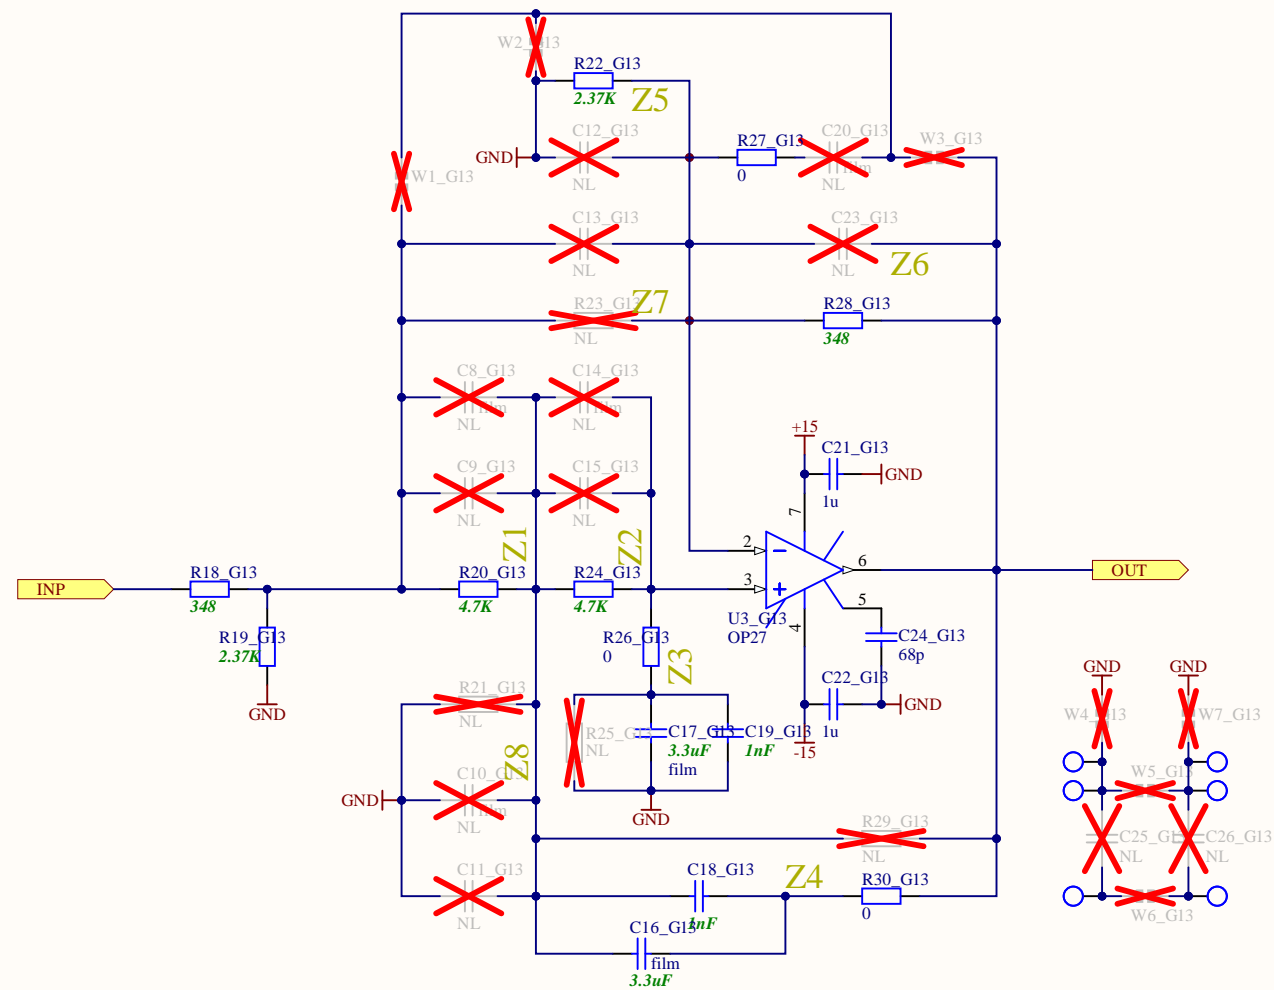 W2_G13
R22_G13
2.37K
Z5
C12_G13
GND
NL
R27_G13
0
C20_G13
film
NL
W3_G13
W1_G13
C13_G13
NL
C23_G13
NL
Z6
R23_G13
NL
Z7
R28_G13
348
C8_G13
film
NL
C14_G13
film
NL
C9_G13
NL
C15_G13
NL
Z1
Z2
+15
C21_G13
GND
1u
7
2
3
6
5
4
U3_G13
OP27
C24_G13
68p
C22_G13
GND
1u
-15
OUT
INP
R18_G13
348
R19_G13
2.37K
GND
R20_G13
4.7K
R24_G13
4.7K
R26_G13
0
Z3
R25_G13
NL
C17_G13
3.3uF
film
C19_G13
1nF
GND
R21_G13
NL
Z8
C10_G13
film
GND
NL
C11_G13
NL
R29_G13
NL
C18_G13
1nF
Z4
R30_G13
0
C16_G13
film
3.3uF
GND
GND
W4_G13
W7_G13
W5_G13
C25_G13
NL
C26_G13
NL
W6_G13